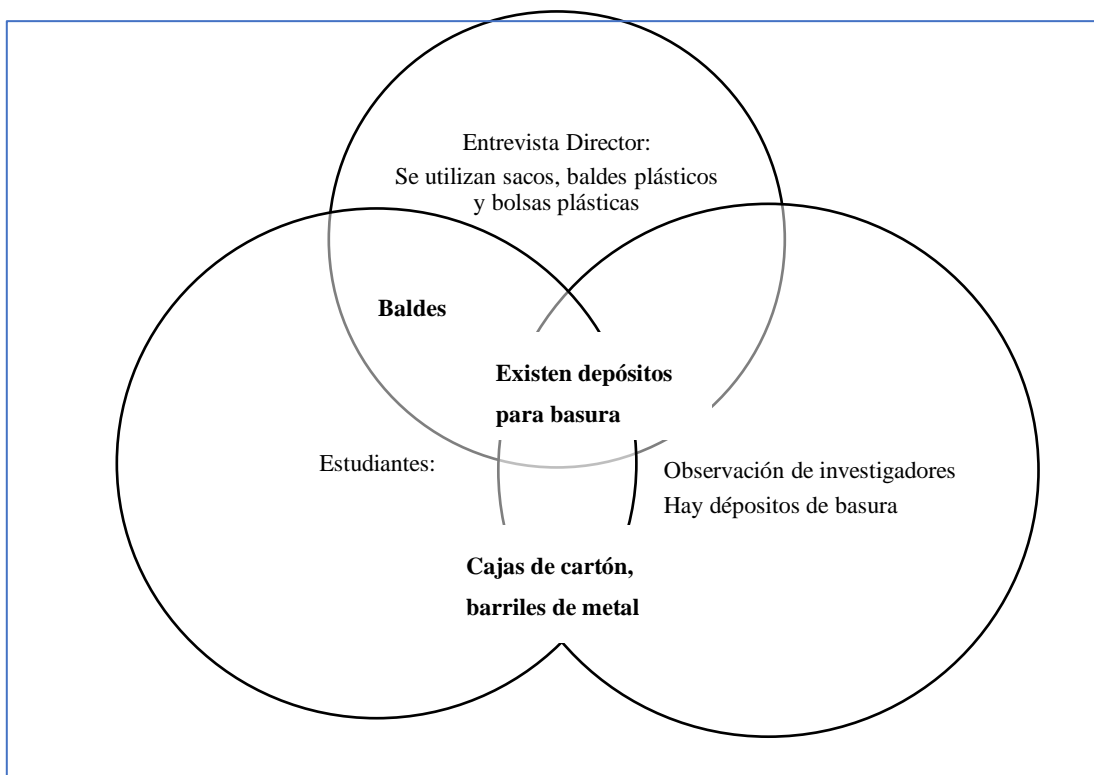 Entrevista Director:
Se utilizan sacos, baldes plásticos
y bolsas plásticas
Baldes
Existen depósitos
para basura
Estudiantes:
Observación de investigadores
Hay dépósitos de basura
Cajas de cartón,
barriles de metal